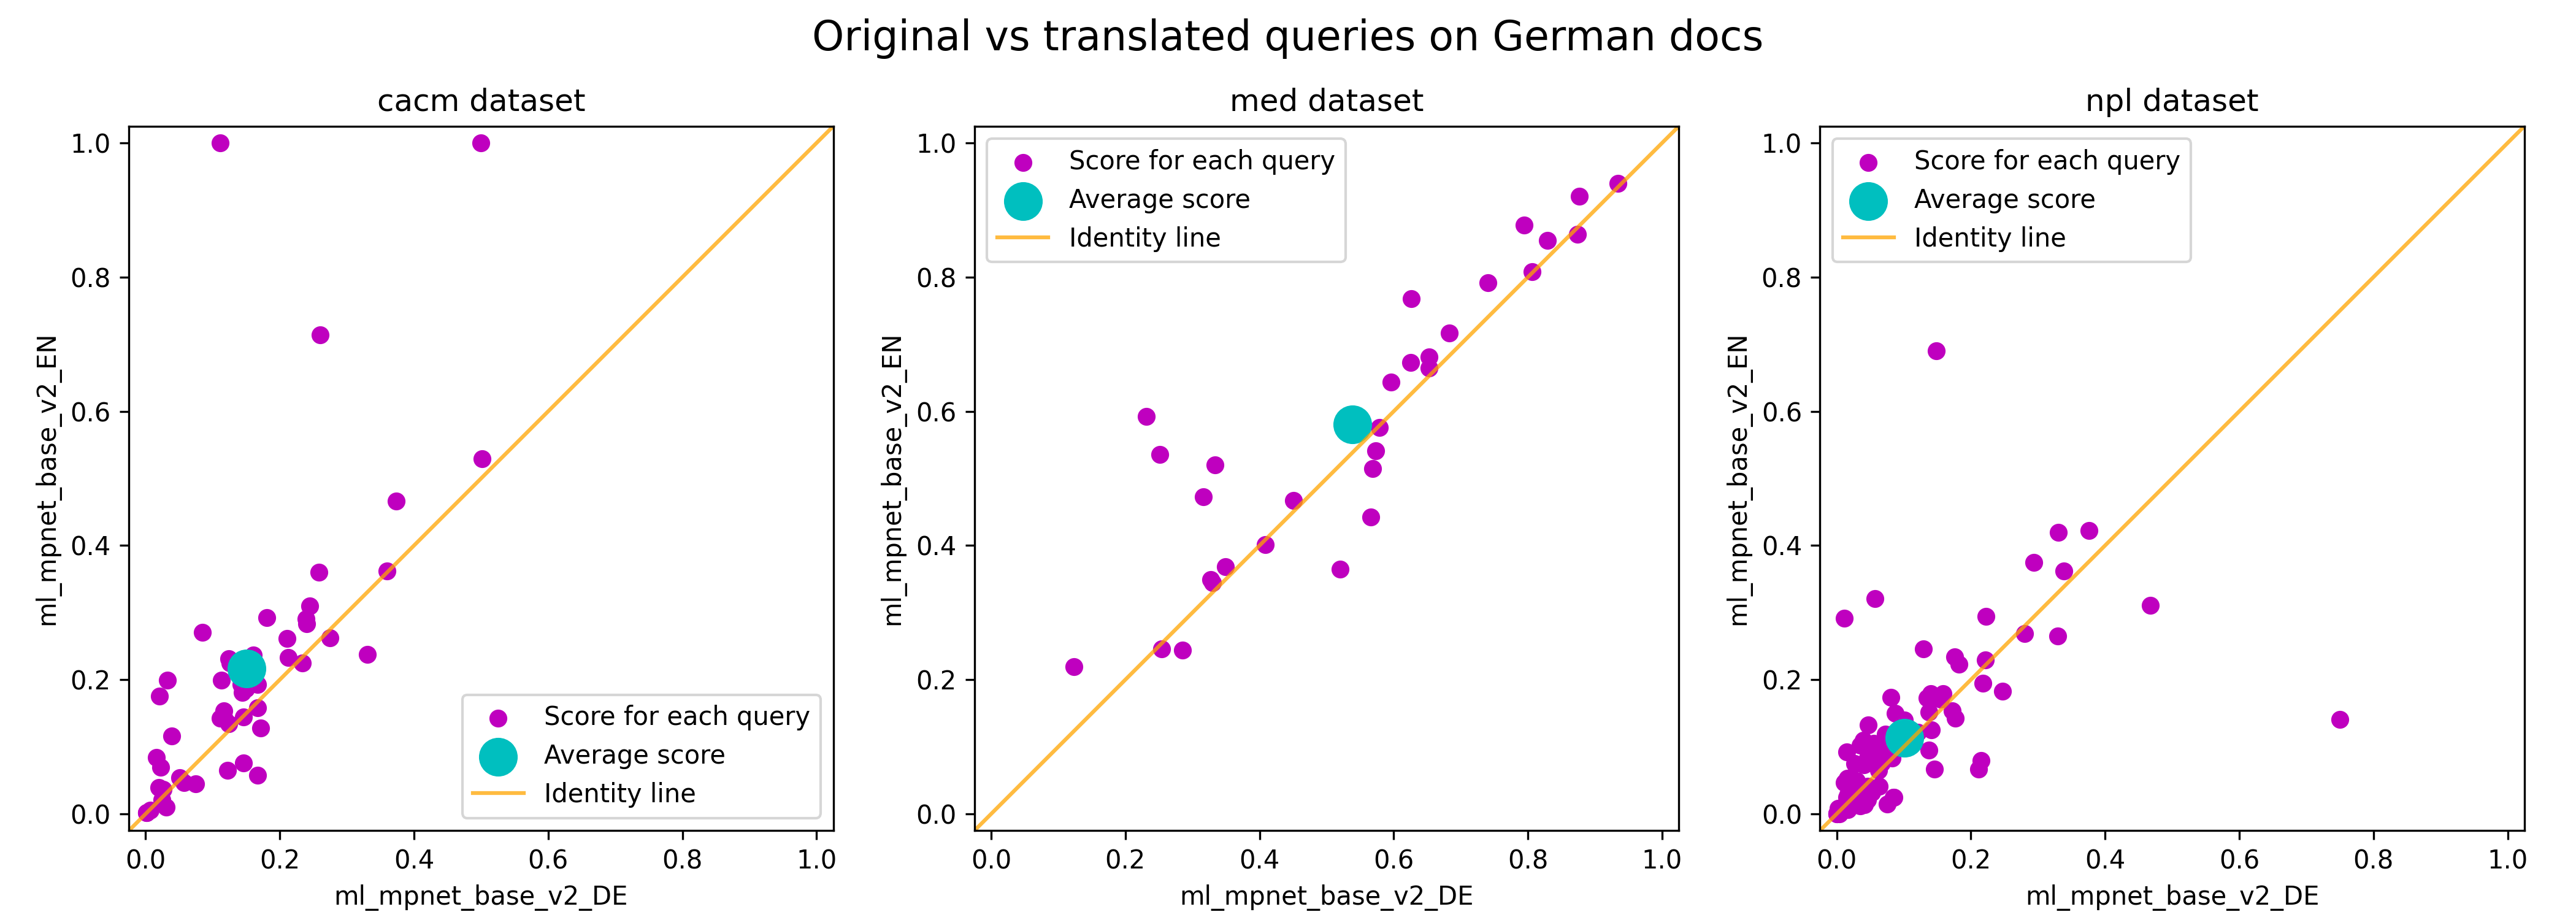 Original vs translated queries on German docs
cacm dataset
1.0
0.8
0.6
0.4
0.2
0.0
ml_mpnet_base_v2_EN
Score for each query
Average score
Identity line
0.0 0.2 0.4 0.6 0.8 1.0
ml_mpnet_base_v2_DE
med dataset
1.0
0.8
0.6
0.4
0.2
0.0
ml_mpnet_base_v2_EN
Score for each query
Average score
Identity line
0.0 0.2 0.4 0.6 0.8 1.0
ml_mpnet_base_v2_DE
npl dataset
1.0
0.8
0.6
0.4
0.2
0.0
ml_mpnet_base_v2_EN
Score for each query
Average score
Identity line
0.0 0.2 0.4 0.6 0.8 1.0
ml_mpnet_base_v2_DE